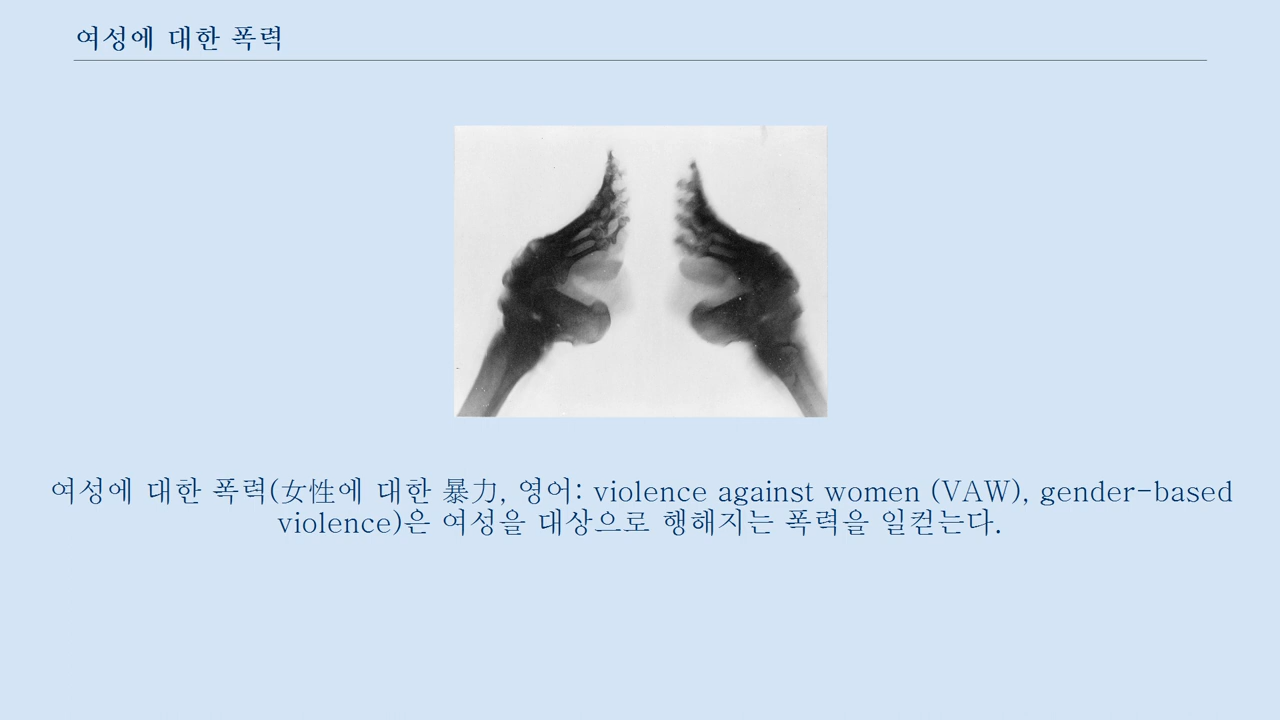 여성에 대한 폭력
여성에 대한 폭력(女性에 대한 暴力, 영어: violence against women (VAW), gender-based
violence)은 여성을 대상으로 행해지는 폭력을 일컫는다.